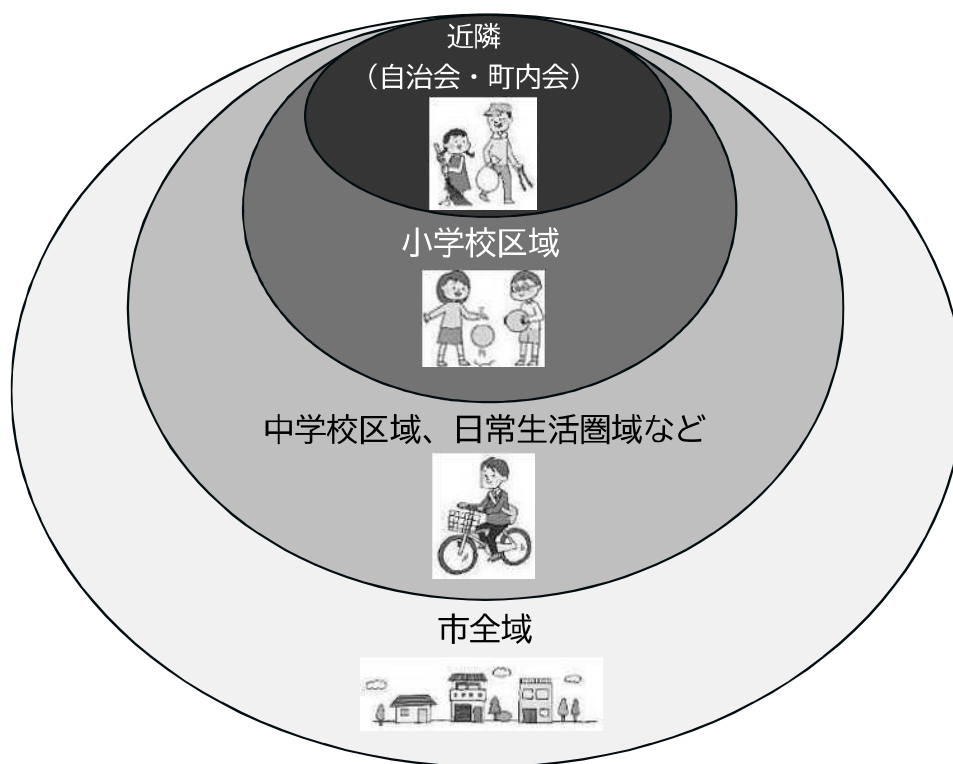 近隣
（自治会・町内会）
小学校区域
中学校区域、日常生活圏域など
市全域